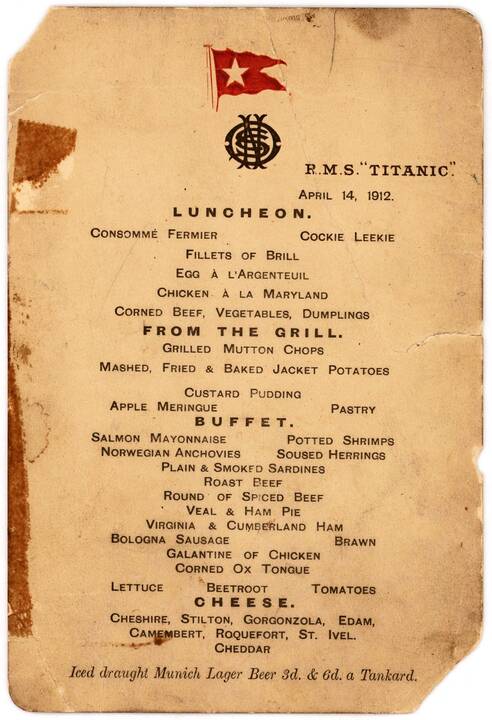 R.M.S. "TITANIC".
APRIL 14, 1912.
LUNCHEON.
CONSOMMÉ FERMIER COCKIE LEEKIE
FILLETS OF BRILL
EGG À L'ARGENTEUIL
CHICKEN À LA MARYLAND
CORNED BEEF, VEGETABLES, DUMPLINGS
FROM THE GRILL.
GRILLED MUTTON CHOPS
MASHED, FRIED & BAKED JACKET POTATOES
CUSTARD PUDDING
APPLE MERINGUE PASTRY
BUFFET.
SALMON MAYONNAISE POTTED SHRIMPS
NORWEGIAN ANCHOVIES SOUSED HERRINGS
PLAIN & SMOKED SARDINES
ROAST BEEF
ROUND OF SPICED BEEF
VEAL & HAM PIE
VIRGINIA & CUMBERLAND HAM
BOLOGNA SAUSAGE BRAWN
GALANTINE OF CHICKEN
CORNED OX TONGUE
LETTUCE BEETROOT TOMATOES
CHEESE.
CHESHIRE, STILTON, GORGONZOLA, EDAM,
CAMEMBERT, ROQUEFORT, ST. IVEL.
CHEDDAR
Iced draught Munich Lager Beer 3d. & 6d. a Tankard.